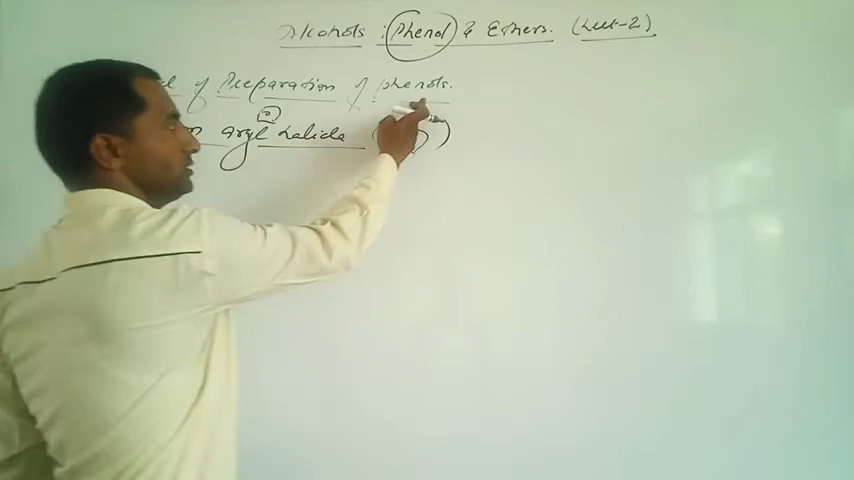 Alcohols : Phenol & Ethers. (Lect-2)
of Preparation of phenols.
aryl halide